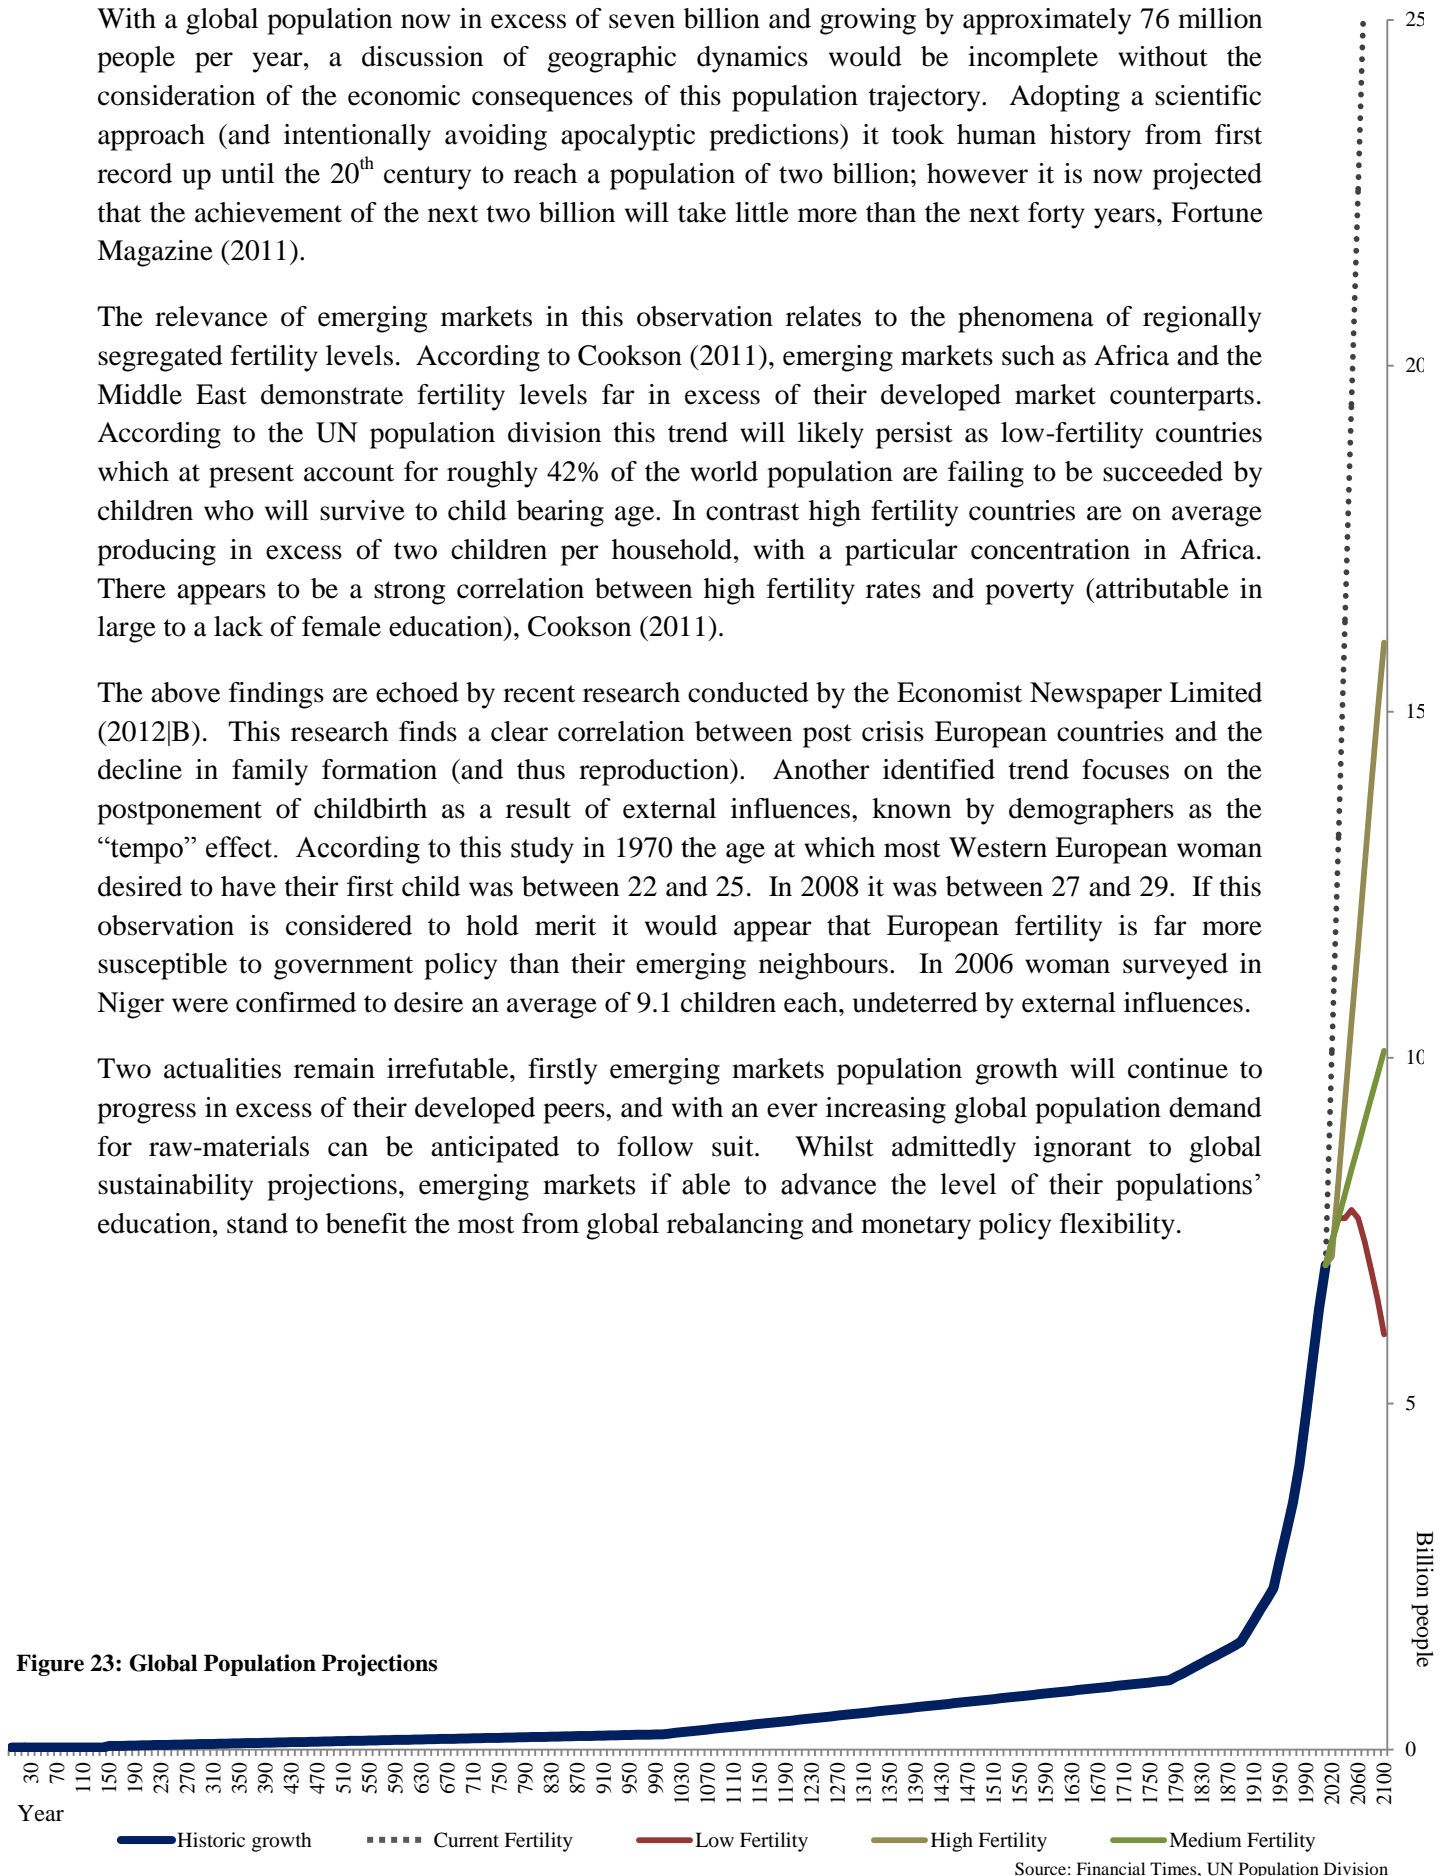 With a global population now in excess of seven billion and growing by approximately 76 million
people per year, a discussion of geographic dynamics would be incomplete without the
consideration of the economic consequences of this population trajectory. Adopting a scientific
approach (and intentionally avoiding apocalyptic predictions) it took human history from first
record up until the 20th century to reach a population of two billion; however it is now projected
that the achievement of the next two billion will take little more than the next forty years, Fortune
Magazine (2011).
The relevance of emerging markets in this observation relates to the phenomena of regionally
segregated fertility levels. According to Cookson (2011), emerging markets such as Africa and the
Middle East demonstrate fertility levels far in excess of their developed market counterparts.
According to the UN population division this trend will likely persist as low-fertility countries
which at present account for roughly 42% of the world population are failing to be succeeded by
children who will survive to child bearing age. In contrast high fertility countries are on average
producing in excess of two children per household, with a particular concentration in Africa.
There appears to be a strong correlation between high fertility rates and poverty (attributable in
large to a lack of female education), Cookson (2011).
The above findings are echoed by recent research conducted by the Economist Newspaper Limited
(2012|B). This research finds a clear correlation between post crisis European countries and the
decline in family formation (and thus reproduction). Another identified trend focuses on the
postponement of childbirth as a result of external influences, known by demographers as the
“tempo” effect. According to this study in 1970 the age at which most Western European woman
desired to have their first child was between 22 and 25. In 2008 it was between 27 and 29. If this
observation is considered to hold merit it would appear that European fertility is far more
susceptible to government policy than their emerging neighbours. In 2006 woman surveyed in
Niger were confirmed to desire an average of 9.1 children each, undeterred by external influences.
Two actualities remain irrefutable, firstly emerging markets population growth will continue to
progress in excess of their developed peers, and with an ever increasing global population demand
for raw-materials can be anticipated to follow suit. Whilst admittedly ignorant to global
sustainability projections, emerging markets if able to advance the level of their populations’
education, stand to benefit the most from global rebalancing and monetary policy flexibility.
25
20
15
10
5
0
Billion people
Figure 23: Global Population Projections
30 70 110 150 190 230 270 310 350 390 430 470 510 550 590 630 670 710 750 790 830 870 910 950 990 1030 1070 1110 1150 1190 1230 1270 1310 1350 1390 1430 1470 1510 1550 1590 1630 1670 1710 1750 1790 1830 1870 1910 1950 1990 2020 2060 2100
Year
Historic growth Current Fertility Low Fertility High Fertility Medium Fertility
Source: Financial Times, UN Population Division